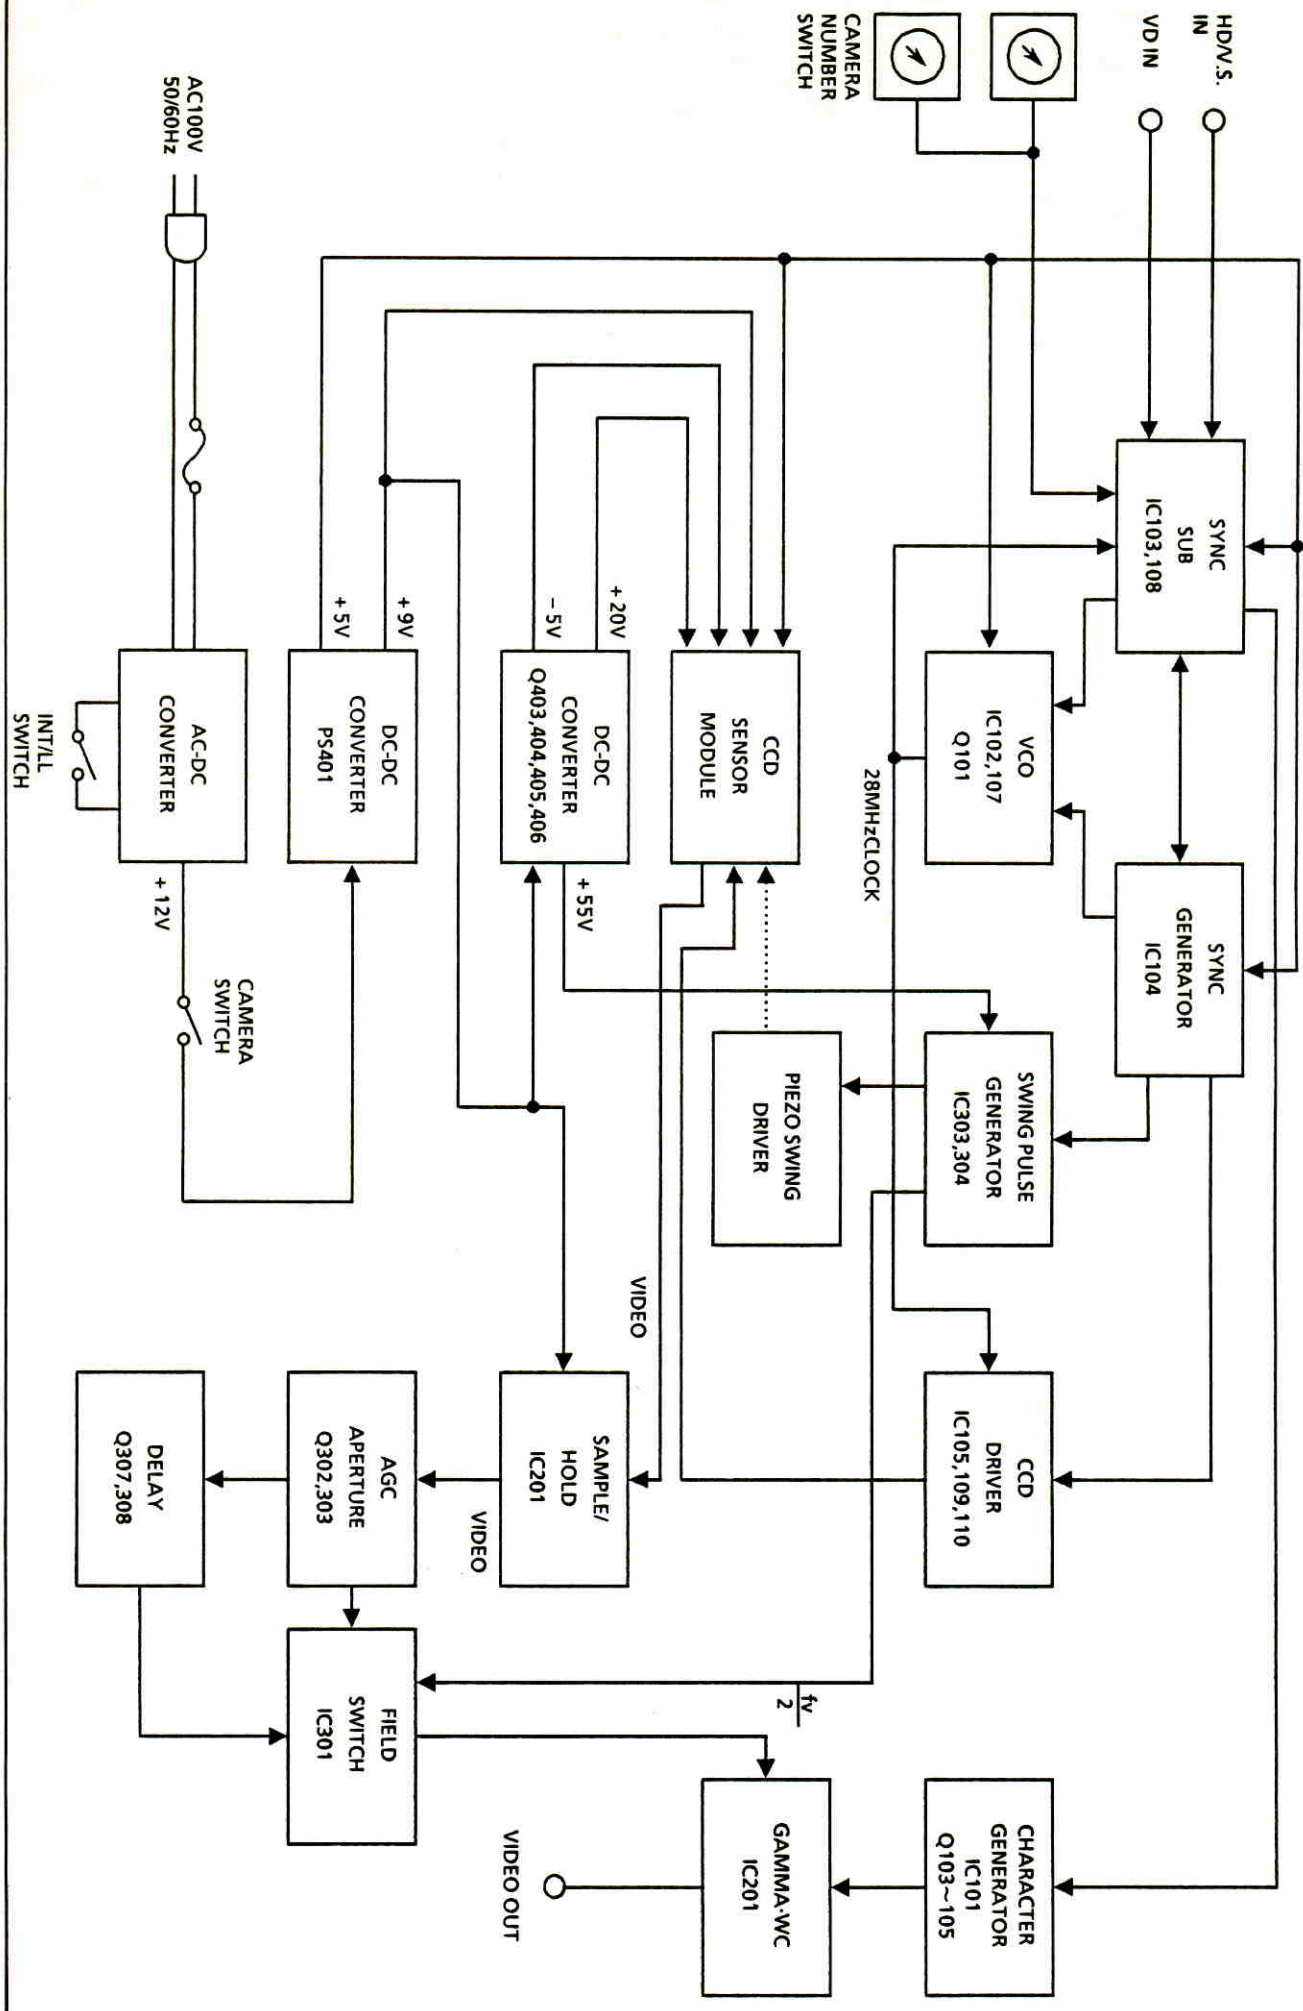 HD/V.S.
IN
VD IN
CAMERA
NUMBER
SWITCH
AC100V
50/60Hz
SYNC
SUB
IC103,108
SYNC
GENERATOR
IC104
VCO
IC102,107
Q101
28MHzCLOCK
SWING PULSE
GENERATOR
IC303,304
CCD
DRIVER
IC105,109,110
CHARACTER
GENERATOR
IC101
Q103~105
CCD
SENSOR
MODULE
PIEZO SWING
DRIVER
fv
2
GAMMA·WC
IC201
+20V
-5V
DC-DC
CONVERTER
Q403,404,405,406
+55V
VIDEO
SAMPLE/
HOLD
IC201
VIDEO
VIDEO OUT
+9V
+5V
DC-DC
CONVERTER
PS401
AGC
APERTURE
Q302,303
FIELD
SWITCH
IC301
AC-DC
CONVERTER
+12V
CAMERA
SWITCH
INT/LL
SWITCH
DELAY
Q307,308